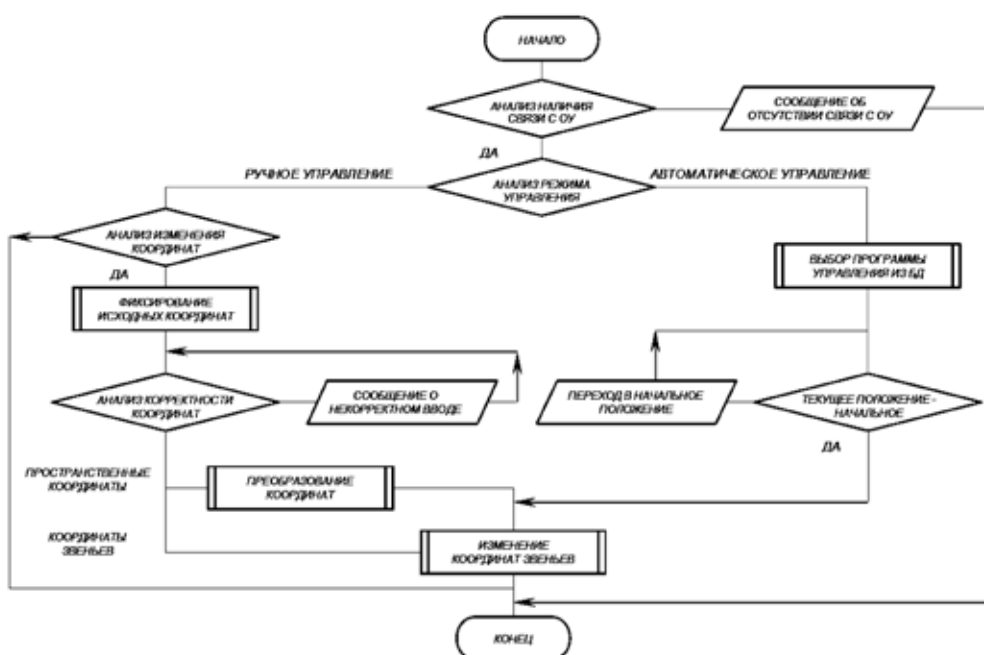 НАЧАЛО
АНАЛИЗ НАЛИЧИЯ
СВЯЗИ С ОУ
СООБЩЕНИЕ ОБ
ОТСУТСТВИИ СВЯЗИ С ОУ
ДА
РУЧНОЕ УПРАВЛЕНИЕ
АНАЛИЗ РЕЖИМА
УПРАВЛЕНИЯ
АВТОМАТИЧЕСКОЕ УПРАВЛЕНИЕ
АНАЛИЗ ИЗМЕНЕНИЯ
КООРДИНАТ
ВЫБОР ПРОГРАММЫ
УПРАВЛЕНИЯ ИЗ БД
ДА
ФИКСИРОВАНИЕ
ИСХОДНЫХ КООРДИНАТ
АНАЛИЗ КОРРЕКТНОСТИ
КООРДИНАТ
СООБЩЕНИЕ О
НЕКОРРЕКТНОМ ВВОДЕ
ПЕРЕХОД В НАЧАЛЬНОЕ
ПОЛОЖЕНИЕ
ТЕКУЩЕЕ ПОЛОЖЕНИЕ -
НАЧАЛЬНОЕ
ДА
ПРОСТРАНСТВЕННЫЕ
КООРДИНАТЫ
ПРЕОБРАЗОВАНИЕ
КООРДИНАТ
КООРДИНАТЫ
ЗВЕНЬЕВ
ИЗМЕНЕНИЕ
КООРДИНАТ ЗВЕНЬЕВ
КОНЕЦ